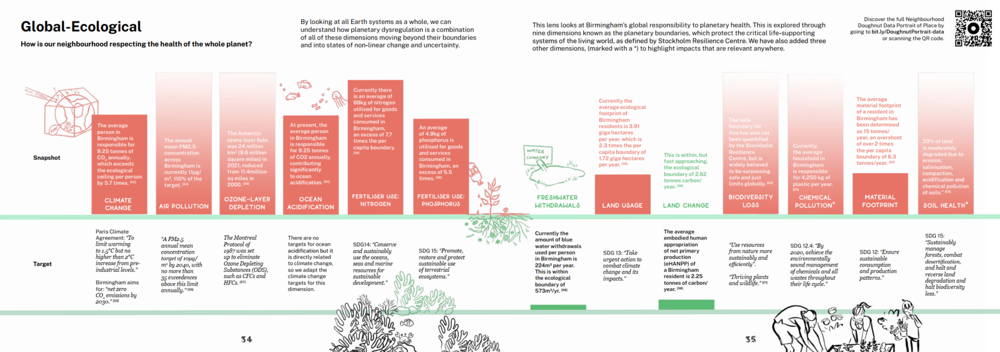 Global-Ecological
How is our neighbourhood respecting the health of the whole planet?
By looking at all Earth systems as a whole, we can
understand how planetary dysregulation is a combination
of all of these dimensions moving beyond their boundaries
and into states of non-linear change and uncertainty.
This lens looks at Birmingham's global responsibility to planetary health. This is explored through
nine dimensions known as the planetary boundaries, which protect the critical life-supporting
systems of the living world, as defined by Stockholm Resilience Centre. We have also added three
other dimensions, (marked with a *) to highlight impacts that are relevant anywhere.
Discover the full Neighbourhood
Doughnut Data Portrait of Place by
going to bit.ly/DoughnutPortrait-data
or scanning the QR code.
Snapshot
The average
person in
Birmingham is
responsible for
9.25 tonnes of
CO₂ annually,
which exceeds
the ecological
ceiling per person
by 5.7 times. [52]
CLIMATE
CHANGE
The annual
mean PM2.5
concentration
across
Birmingham is
currently 11µg/
m³, 110% of the
target. [54]
AIR POLLUTION
The Antarctic
ozone layer hole
was 24 million
km² (9.6 million
square miles) in
2021, reduced
from 11.4million
sq miles in
2000. [56]
OZONE-LAYER
DEPLETION
At present, the
average person
in Birmingham
is responsible
for 9.25 tonnes
of CO2 annually,
contributing
significantly
to ocean
acidification. [52]
OCEAN
ACIDIFICATION
Currently there
is an average of
68kg of nitrogen
utilised for goods
and services
consumed in
Birmingham,
an excess of 7.7
times the per
capita boundary.
[58]
FERTILISER USE:
NITROGEN
An average
of 4.9kg of
phosphorus is
utilised for goods
and services
consumed in
Birmingham, an
excess of 5.5
times. [58]
FERTILISER USE:
PHOSPHORUS
WATER
COMPANY
FRESHWATER
WITHDRAWALS
Currently the
average ecological
footprint of
Birmingham
residents is 3.91
giga hectares
per year, which is
2.3 times the per
capita boundary of
1.72 giga hectares
per year. [59]
LAND USAGE
This is within, but
fast approaching,
the ecological
boundary of 2.62
tonnes carbon/
year. [58]
LAND CHANGE
The safe
boundary for
this has also not
been quantified
by the Stockholm
Resilience
Centre, but is
widely believed
to be surpassing
safe and just
limits globally. [60]
BIODIVERSITY
LOSS
Currently,
the average
household in
Birmingham
is responsible
for 4,250 kg of
plastic per year.
[60]
CHEMICAL
POLLUTION*
The average
material footprint
of a resident in
Birmingham has
been determined
as 15 tonnes/
year, an overshoot
of over 2 times
the per capita
boundary of 6.3
tonnes/year. [62]
MATERIAL
FOOTPRINT
33% of land
is moderately
degraded due to
erosion,
salinisation,
compaction,
acidification and
chemical pollution
of soils." [63]
SOIL HEALTH*
Target
Paris Climate
Agreement: "To
limit warming
to 1.5°C but no
higher than 2°C
increase from pre-
industrial levels."
Birmingham aims
for: "net zero
CO₂ emissions by
2030." [53]
"A PM2.5
annual mean
concentration
target of 10µg/
m³ by 2040, with
no more than
35 exceedences
above this limit
annually." [55]
The Montreal
Protocol of
1987 was set
up to eliminate
Ozone Depleting
Substances (ODS),
such as CFCs and
HFCs. [57]
There are no
targets for ocean
acidification but it
is directly related
to climate change,
so we adapt the
climate change
targets for this
dimension.
SDG14: "Conserve
and sustainably
use the oceans,
seas and marine
resources for
sustainable
development."
SDG 15: "Promote,
restore and protect
sustainable use
of terrestrial
ecosystems."
Currently the
amount of blue
water withdrawals
used per person
in Birmingham is
224m³ per year.
This is within
the ecological
boundary of
573m³/yr. [58]
SDG 13: "Take
urgent action to
combat climate
change and its
impacts."
The average
embodied human
appropriation
of net primary
production
(eHANPP) of
a Birmingham
resident is 2.25
tonnes of carbon/
year. [58]
"Use resources
from nature more
sustainably and
efficiently".
"Thriving plants
and wildlife." [61]
SDG 12.4: "By
2020, achieve the
environmentally
sound management
of chemicals and all
wastes throughout
their life cycle."
SDG 12: "Ensure
sustainable
consumption
and production
patterns."
SDG 15:
"Sustainably
manage
forests, combat
desertification,
and halt and
reverse land
degradation and
halt biodiversity
loss."
34
35